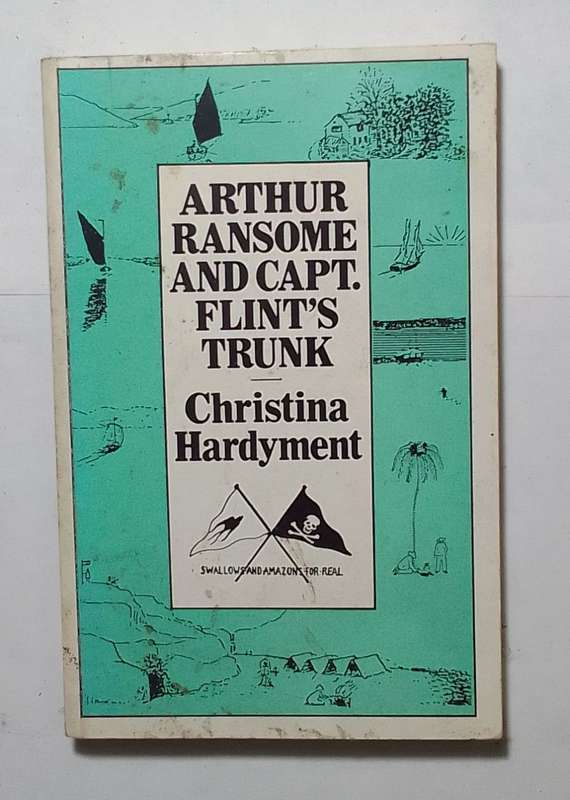 ARTHUR
RANSOME
AND CAPT.
FLINT'S
TRUNK
Christina
Hardyment
SWALLOWS·AND·AMAZONS·FOR·REAL